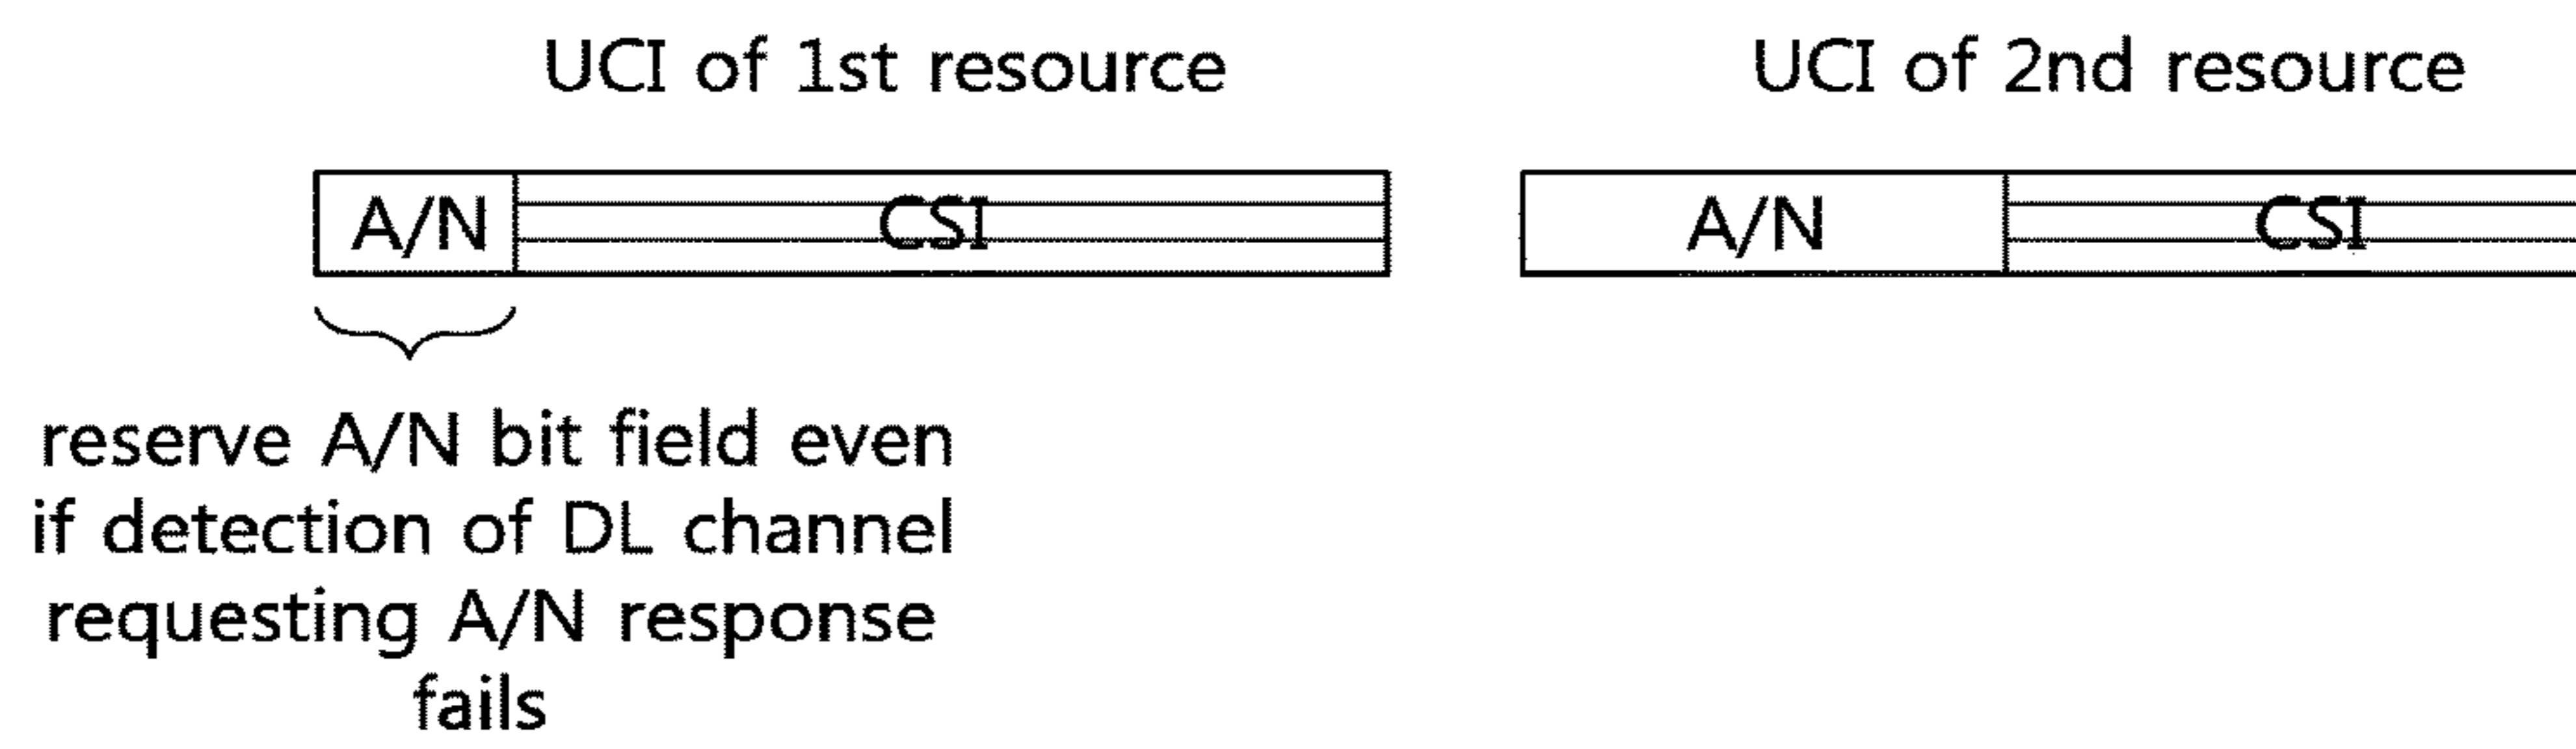 UCI of 1st resource
UCI of 2nd resource
A/N
CSI
A/N
CSI
reserve A/N bit field even
if detection of DL channel
requesting A/N response
fails